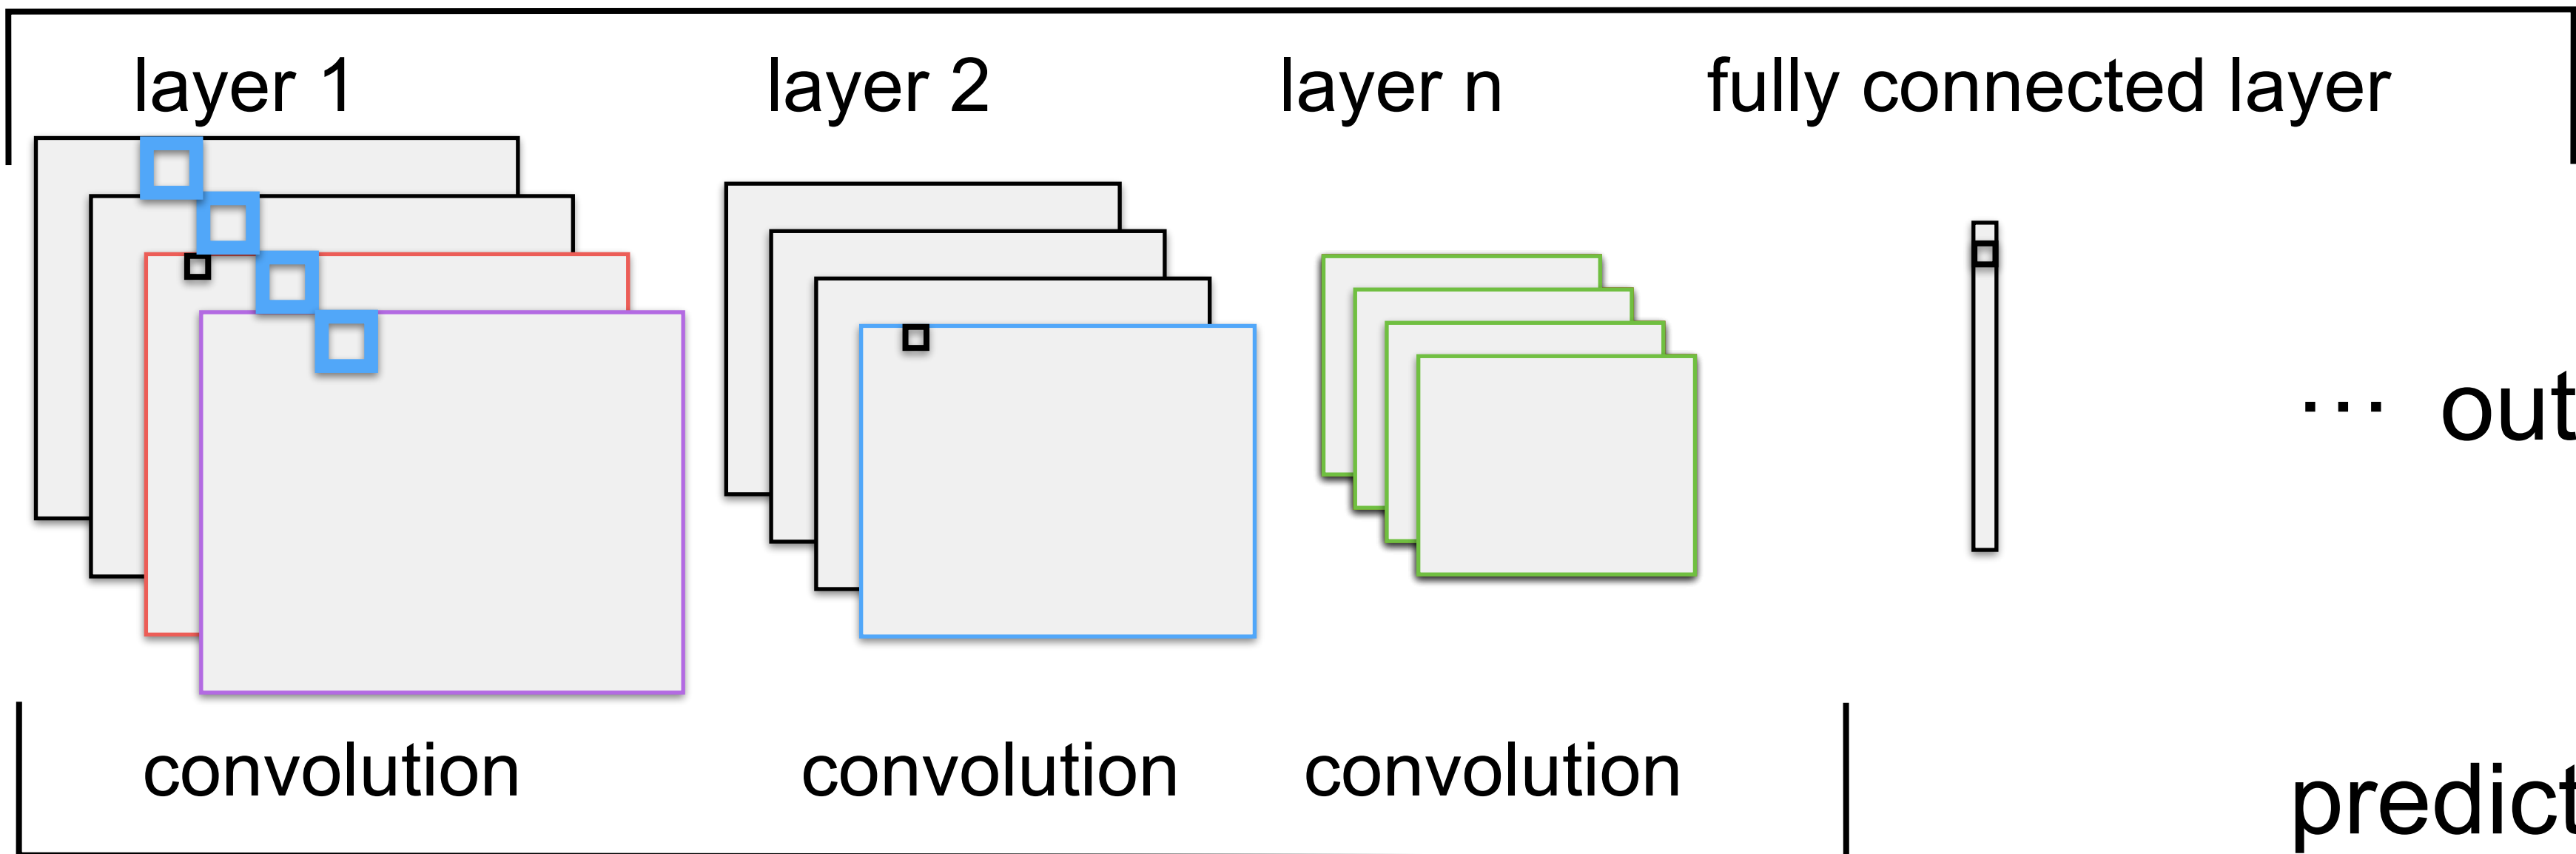 layer 1 layer 2 layer n fully connected layer
... out
convolution convolution convolution
predict